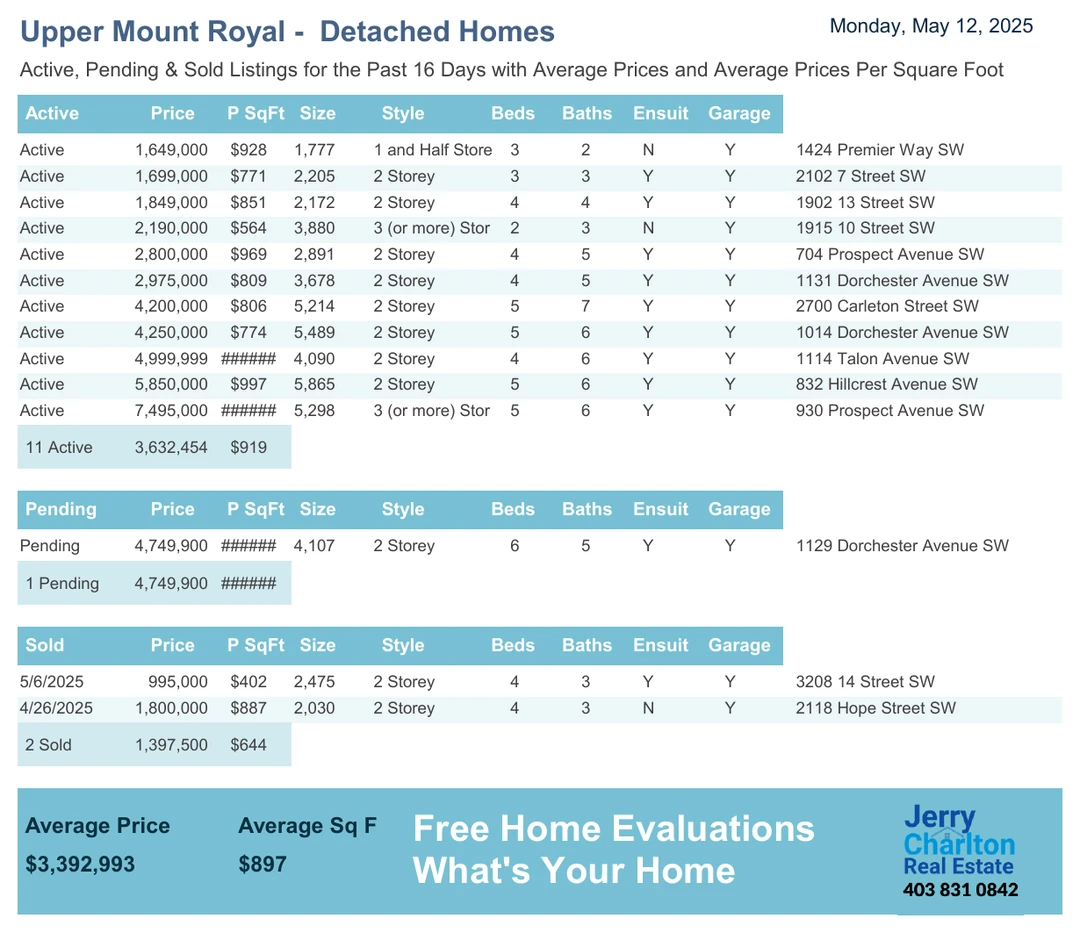 Upper Mount Royal - Detached Homes
Monday, May 12, 2025
Active, Pending & Sold Listings for the Past 16 Days with Average Prices and Average Prices Per Square Foot
Active Price P SqFt Size Style Beds Baths Ensuit Garage
Active 1,649,000 $928 1,777 1 and Half Store 3 2 N Y 1424 Premier Way SW
Active 1,699,000 $771 2,205 2 Storey 3 3 Y Y 2102 7 Street SW
Active 1,849,000 $851 2,172 2 Storey 4 4 Y Y 1902 13 Street SW
Active 2,190,000 $564 3,880 3 (or more) Stor 2 3 N Y 1915 10 Street SW
Active 2,800,000 $969 2,891 2 Storey 4 5 Y Y 704 Prospect Avenue SW
Active 2,975,000 $809 3,678 2 Storey 4 5 Y Y 1131 Dorchester Avenue SW
Active 4,200,000 $806 5,214 2 Storey 5 7 Y Y 2700 Carleton Street SW
Active 4,250,000 $774 5,489 2 Storey 5 6 Y Y 1014 Dorchester Avenue SW
Active 4,999,999 ###### 4,090 2 Storey 4 6 Y Y 1114 Talon Avenue SW
Active 5,850,000 $997 5,865 2 Storey 5 6 Y Y 832 Hillcrest Avenue SW
Active 7,495,000 ###### 5,298 3 (or more) Stor 5 6 Y Y 930 Prospect Avenue SW
11 Active 3,632,454 $919
Pending Price P SqFt Size Style Beds Baths Ensuit Garage
Pending 4,749,900 ###### 4,107 2 Storey 6 5 Y Y 1129 Dorchester Avenue SW
1 Pending 4,749,900 ######
Sold Price P SqFt Size Style Beds Baths Ensuit Garage
5/6/2025 995,000 $402 2,475 2 Storey 4 3 Y Y 3208 14 Street SW
4/26/2025 1,800,000 $887 2,030 2 Storey 4 3 N Y 2118 Hope Street SW
2 Sold 1,397,500 $644
Average Price Average Sq F
$3,392,993 $897
Free Home Evaluations
What's Your Home
Jerry
Charlton
Real Estate
403 831 0842